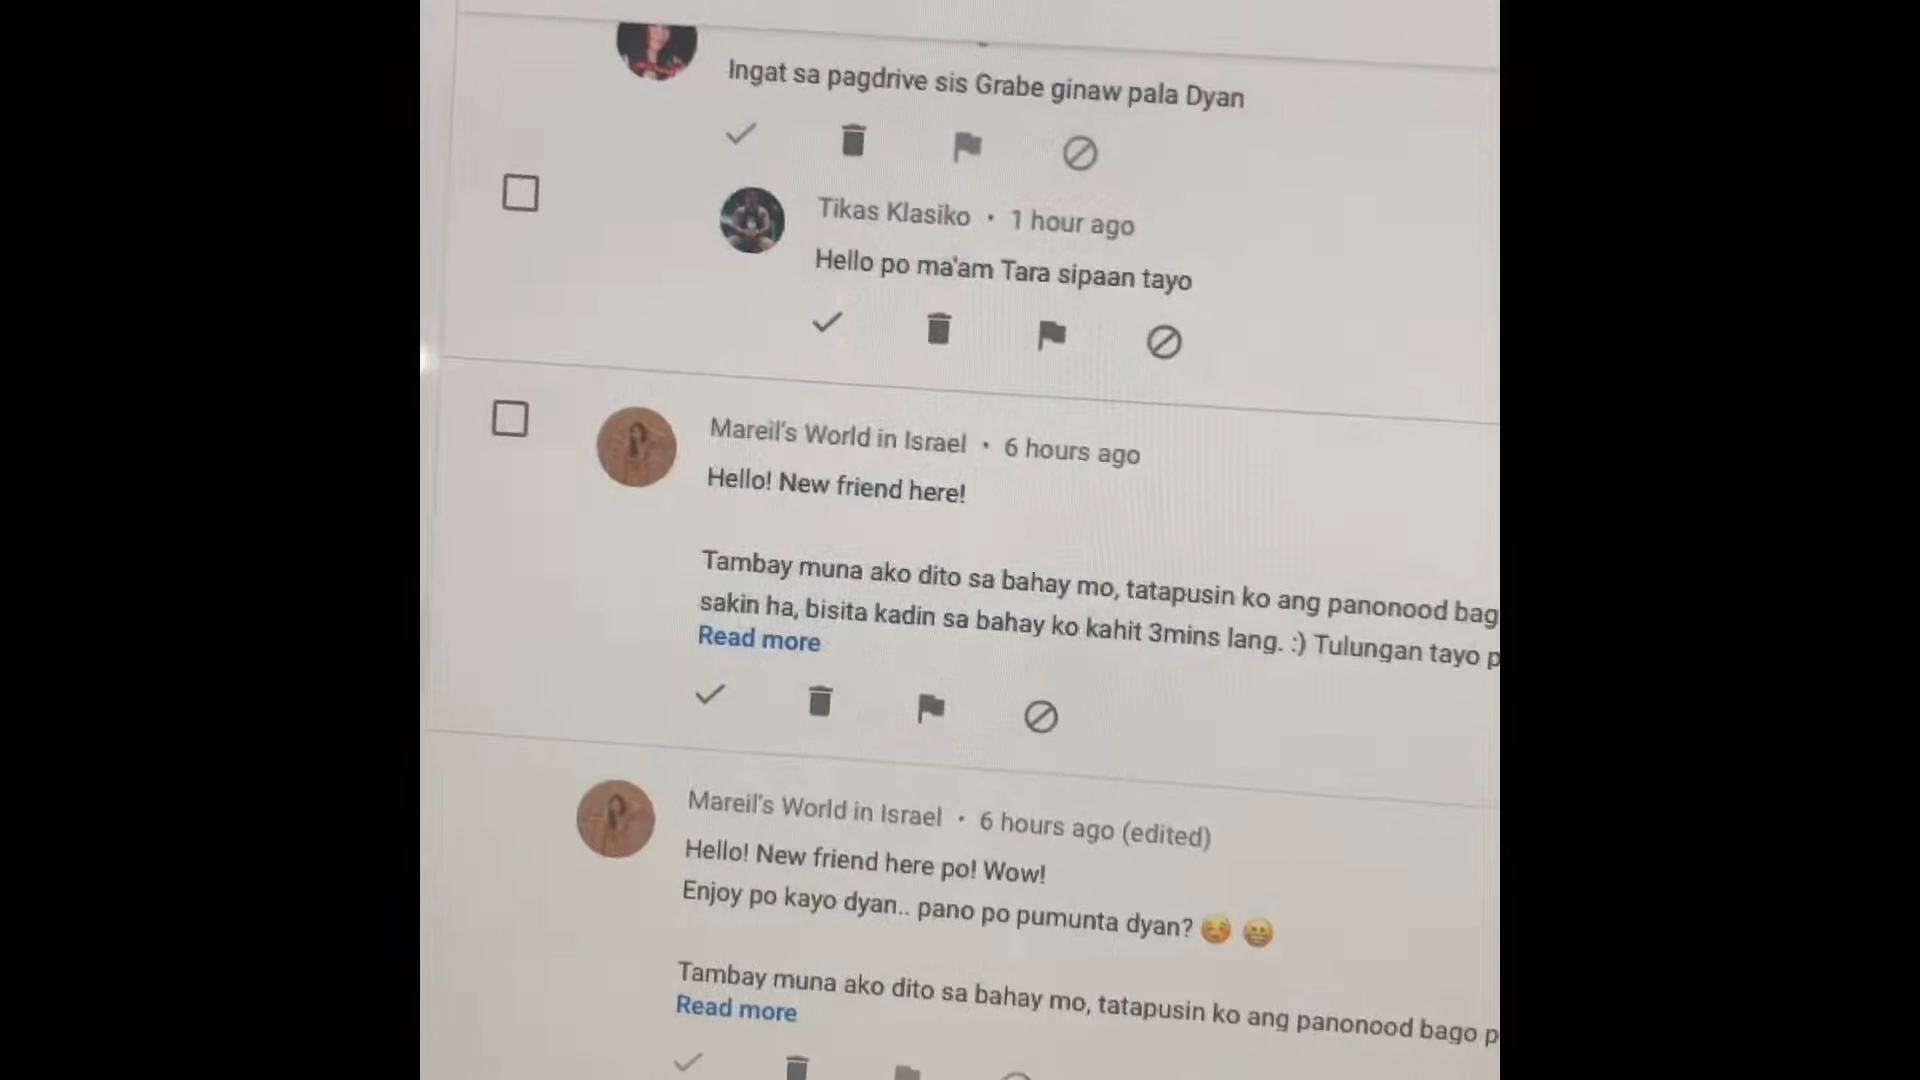 Ingat sa pagdrive sis Grabe ginaw pala Dyan
Tikas Klasiko • 1 hour ago
Hello po ma'am Tara sipaan tayo
Mareil's World in Israel • 6 hours ago
Hello! New friend here!
Tambay muna ako dito sa bahay mo, tatapusin ko ang panonood bag
sakin ha, bisita kadin sa bahay ko kahit 3mins lang. :) Tulungan tayo p
Read more
Mareil's World in Israel • 6 hours ago (edited)
Hello! New friend here po! Wow!
Enjoy po kayo dyan.. pano po pumunta dyan? ☺️ 😁
Tambay muna ako dito sa bahay mo, tatapusin ko ang panonood bago p
Read more